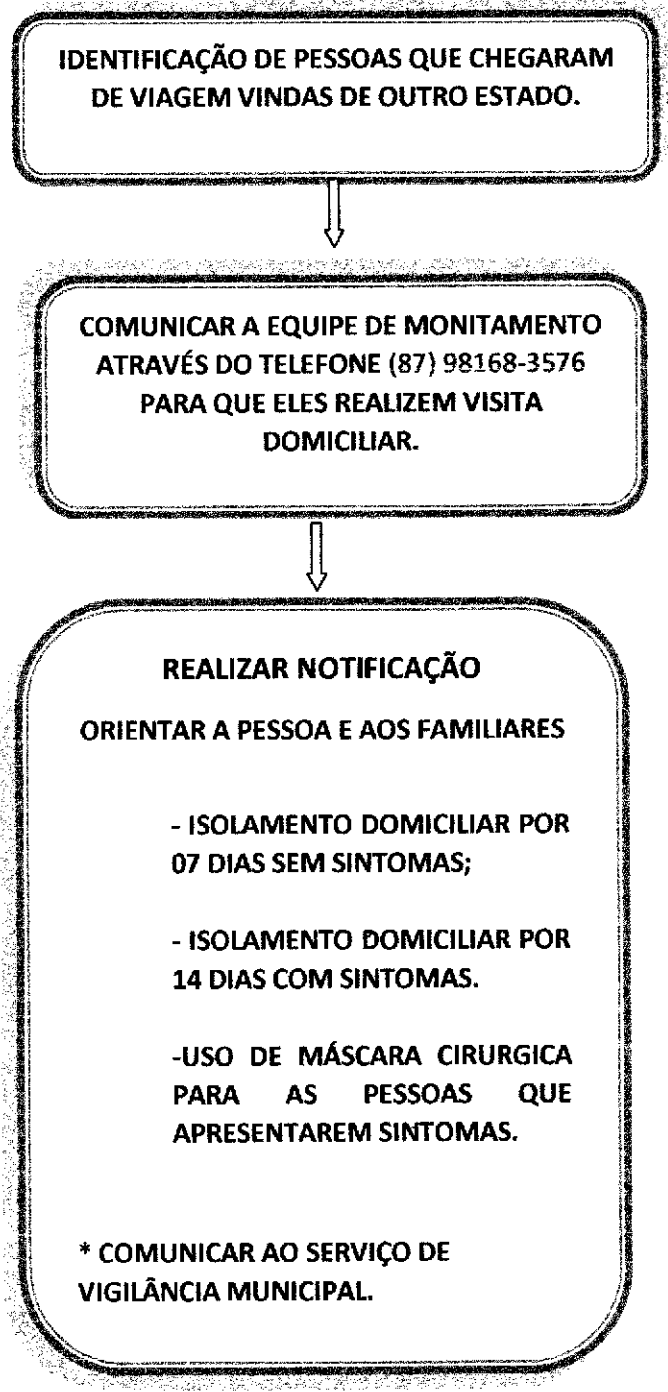 IDENTIFICAÇÃO DE PESSOAS QUE CHEGARAM
DE VIAGEM VINDAS DE OUTRO ESTADO.
COMUNICAR A EQUIPE DE MONITAMENTO
ATRAVÉS DO TELEFONE (87) 98168-3576
PARA QUE ELES REALIZEM VISITA
DOMICILIAR.
REALIZAR NOTIFICAÇÃO
ORIENTAR A PESSOA E AOS FAMILIARES
- ISOLAMENTO DOMICILIAR POR
07 DIAS SEM SINTOMAS;
- ISOLAMENTO DOMICILIAR POR
14 DIAS COM SINTOMAS.
-USO DE MÁSCARA CIRURGICA
PARA AS PESSOAS QUE
APRESENTAREM SINTOMAS.
* COMUNICAR AO SERVIÇO DE
VIGILÂNCIA MUNICIPAL.